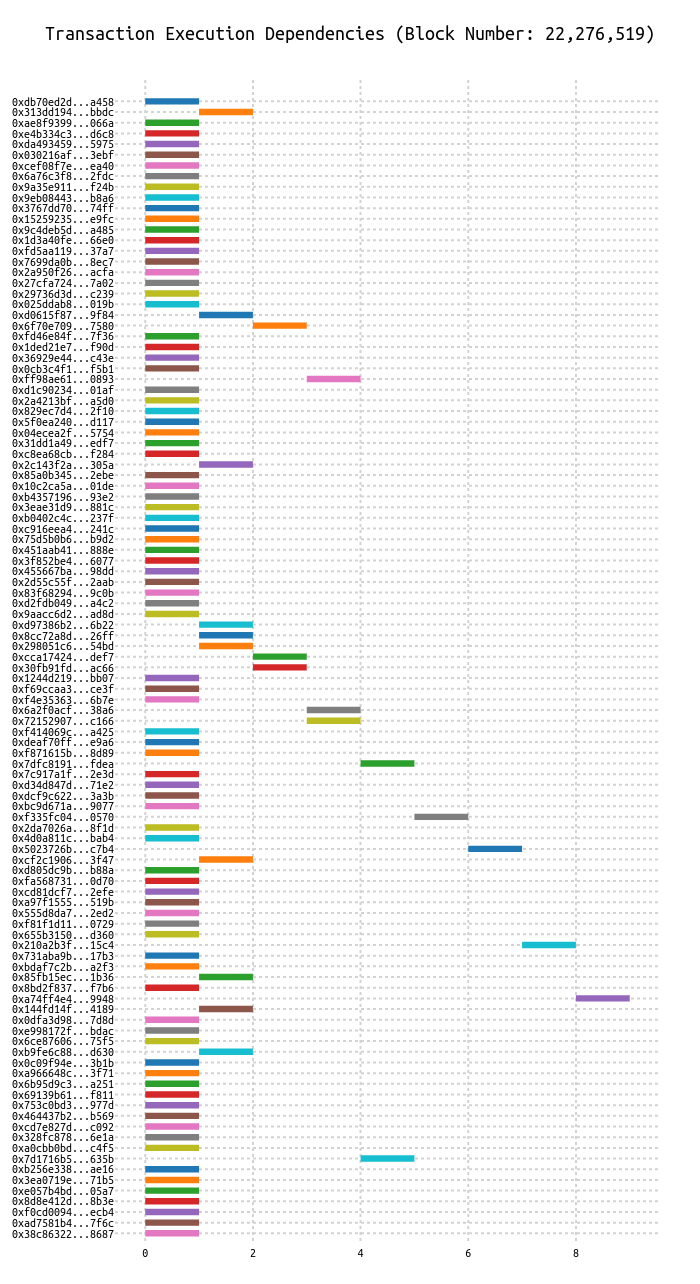 Transaction Execution Dependencies (Block Number: 22,276,519)
0xdb70ed2d...a458
0x313dd194...bbdc
0xae8f9399...066a
0xe4b334c3...d6c8
0xda493459...5975
0x030216af...3ebf
0xcef08f7e...ea40
0x6a76c3f8...2fdc
0x9a35e911...f24b
0x9eb08443...b8a6
0x3767dd70...74ff
0x15259235...e9fc
0x9c4deb5d...a485
0x1d3a40fe...66e0
0xfd5aa119...37a7
0x7699da0b...8ec7
0x2a950f26...acfa
0x27cfa724...7a02
0x29736d3d...c239
0x025ddab8...019b
0xd0615f87...9f84
0x6f70e709...7580
0xfd46e84f...7f36
0x1ded21e7...f90d
0x36929e44...c43e
0x0cb3c4f1...f5b1
0xff98ae61...0893
0xd1c90234...01af
0x2a4213bf...a5d0
0x829ec7d4...2f10
0x5f0ea240...d117
0x04ecea2f...5754
0x31dd1a49...edf7
0xc8ea68cb...f284
0x2c143f2a...305a
0x85a0b345...2ebe
0x10c2ca5a...01de
0xb4357196...93e2
0x3eae31d9...881c
0xb0402c4c...237f
0xc916eea4...241c
0x75d5b0b6...b9d2
0x451aab41...888e
0x3f852be4...6077
0x455667ba...98dd
0x2d55c55f...2aab
0x83f68294...9c0b
0xd2fdb049...a4c2
0x9aacc6d2...ad8d
0xd97386b2...6b22
0x8cc72a8d...26ff
0x298051c6...54bd
0xcca17424...def7
0x30fb91fd...ac66
0x1244d219...bb07
0xf69ccaa3...ce3f
0xf4e35363...6b7e
0x6a2f0acf...38a6
0x72152907...c166
0xf414069c...a425
0xdeaf70ff...e9a6
0xf871615b...8d89
0x7dfc8191...fdea
0x7c917a1f...2e3d
0xd34d847d...71e2
0xdcf9c622...3a3b
0xbc9d671a...9077
0xf335fc04...0570
0x2da7026a...8f1d
0x4d0a811c...bab4
0x5023726b...c7b4
0xcf2c1906...3f47
0xd805dc9b...b88a
0xfa568731...0d70
0xcd81dcf7...2efe
0xa97f1555...519b
0x555d8da7...2ed2
0xf81f1d11...0729
0x655b3150...d360
0x210a2b3f...15c4
0x731aba9b...17b3
0xbdaf7c2b...a2f3
0x85fb15ec...1b36
0x8bd2f837...f7b6
0xa74ff4e4...9948
0x144fd14f...4189
0x0dfa3d98...7d8d
0xe998172f...bdac
0x6ce87606...75f5
0xb9fe6c88...d630
0x0c09f94e...3b1b
0xa966648c...3f71
0x6b95d9c3...a251
0x69139b61...f811
0x753c0bd3...977d
0x464437b2...b569
0xcd7e827d...c092
0x328fc878...6e1a
0xa0cbb0bd...c4f5
0x7d1716b5...635b
0xb256e338...ae16
0x3ea0719e...71b5
0xe057b4bd...05a7
0x8d8e412d...8b3e
0xf0cd0094...ecb4
0xad7581b4...7f6c
0x38c86322...8687
0 2 4 6 8